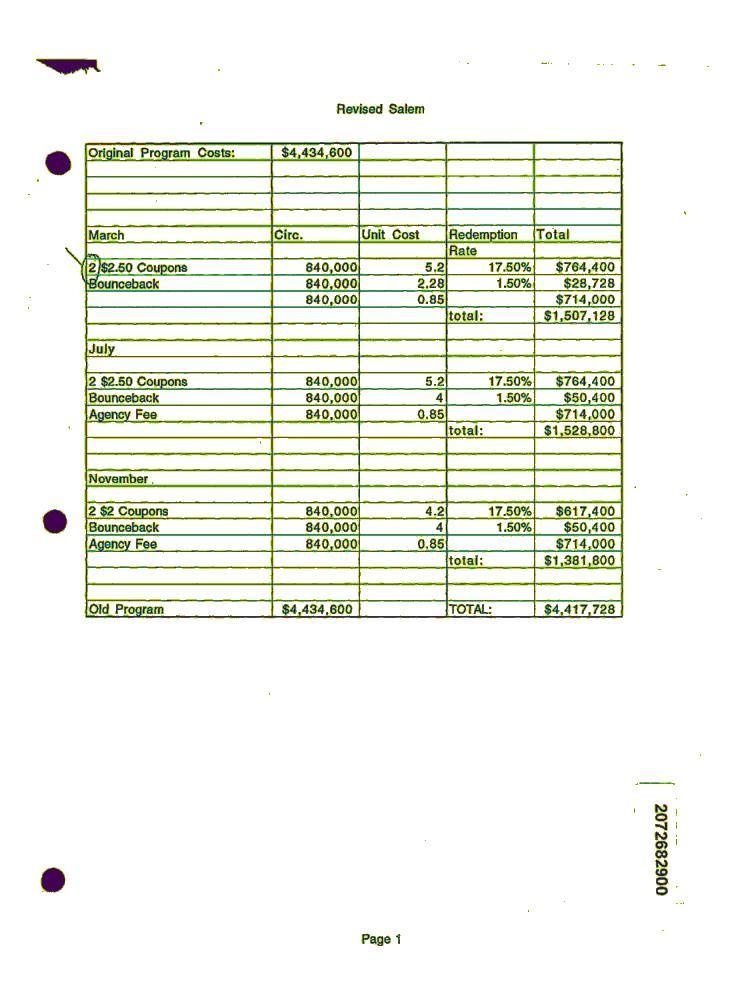 Revised Salem
Original Program Costs: $4,434,600
March Circ. Unit Cost Redemption Total
Rate
2 $2.50 Coupons 840,000 5.2 17.50% $764,400
Bounceback 840,000 2.28 1.50% $28,728
840,000 0.85 $714,000
total: $1,507,128
July
2 $2.50 Coupons 840,000 5.2 17.50% $764,400
Bounceback 840,000 4 1.50% $50,400
Agency Fee 840,000 0.85 $714,000
total: $1,528,800
November
2 $2 Coupons 840,000 4.2 17.50% $617,400
Bounceback 840,000 4 1.50% $50,400
Agency Fee 840,000 0.85 $714,000
total: $1,381,800
Old Program $4,434,600 TOTAL: $4,417,728
2072682900
Page 1